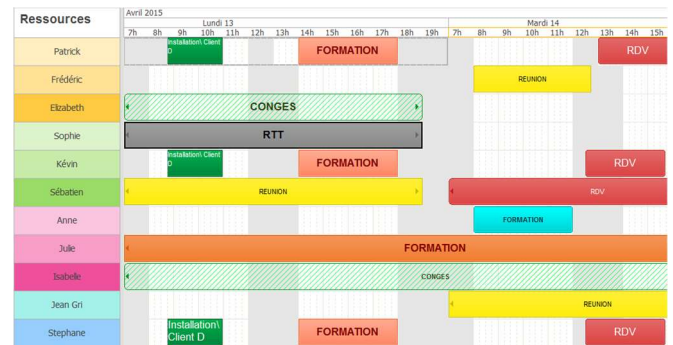 Ressources
Avril 2015
Lundi 13
Mardi 14
7h 8h 9h 10h 11h 12h 13h 14h 15h 16h 17h 18h 19h 7h 8h 9h 10h 11h 12h 13h 14h 15h
Patrick
Installation\ Client
D
FORMATION
RDV
Frédéric
REUNION
Elizabeth
CONGES
Sophie
RTT
Kévin
Installation\ Client
D
FORMATION
RDV
Sébatien
REUNION
RDV
Anne
FORMATION
Julie
FORMATION
Isabelle
CONGES
Jean Gri
REUNION
Stephane
Installation\
Client D
FORMATION
RDV